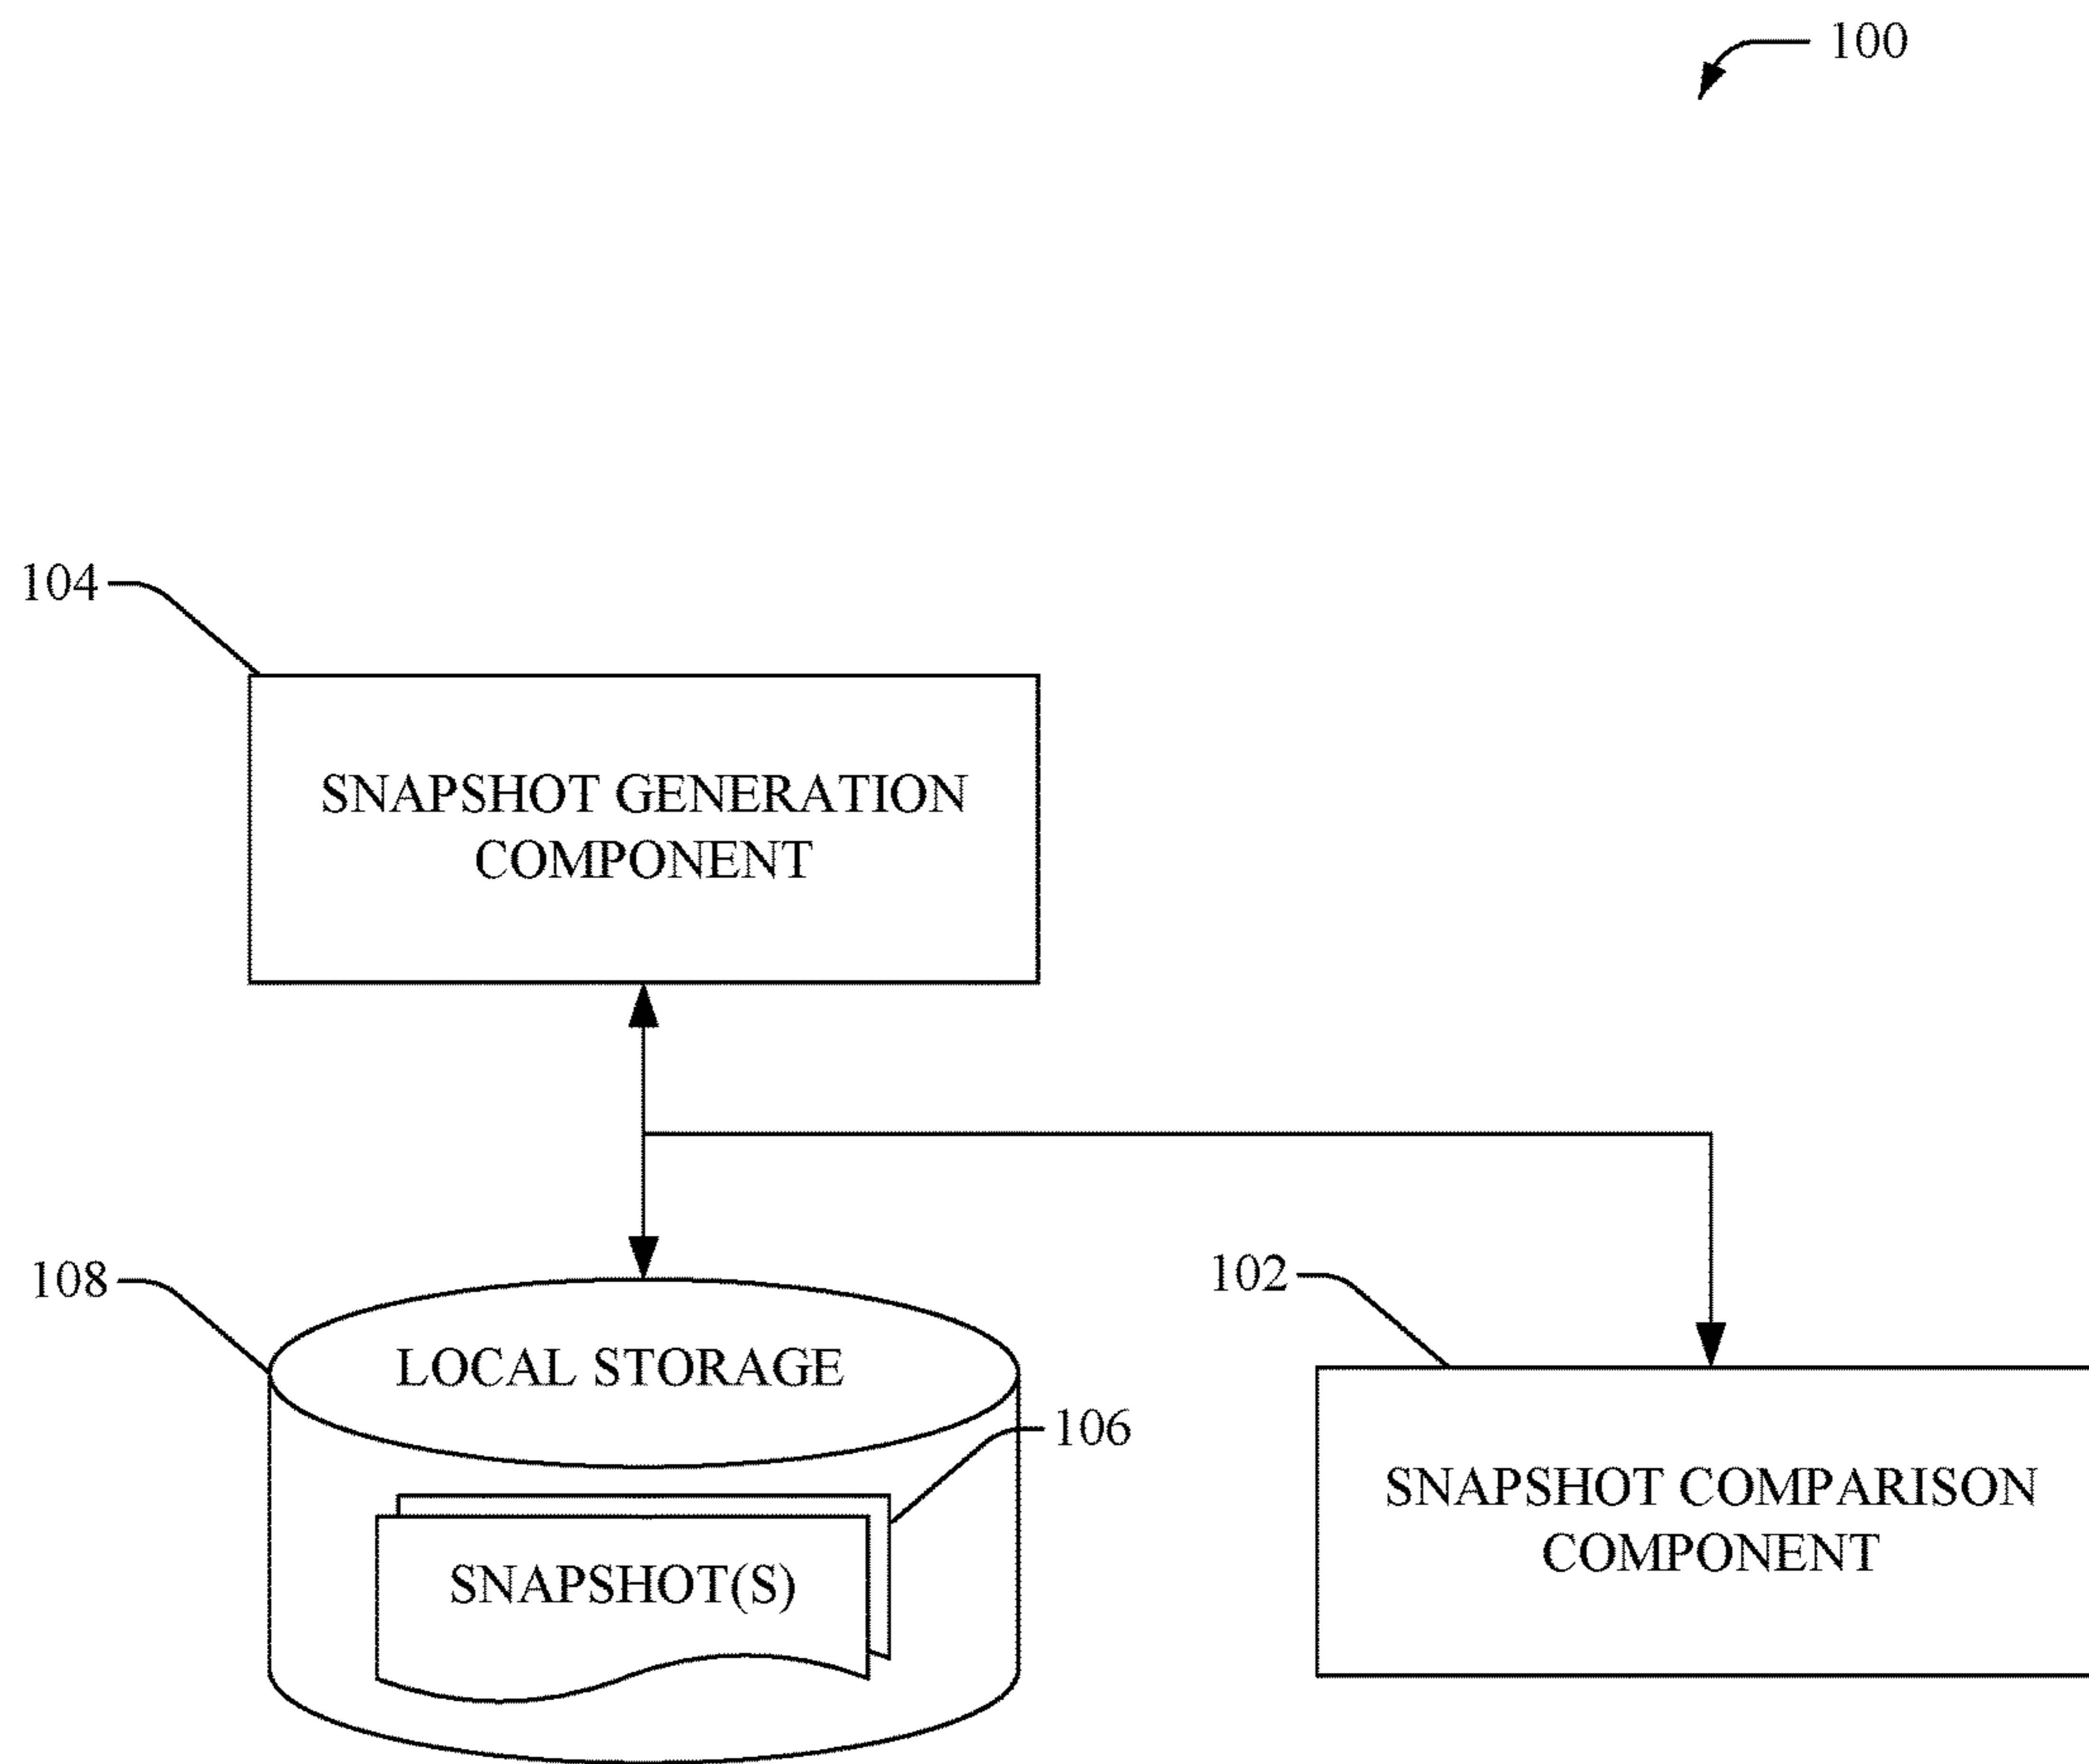 100
104
SNAPSHOT GENERATION
COMPONENT
108
LOCAL STORAGE
106
SNAPSHOT(S)
102
SNAPSHOT COMPARISON
COMPONENT